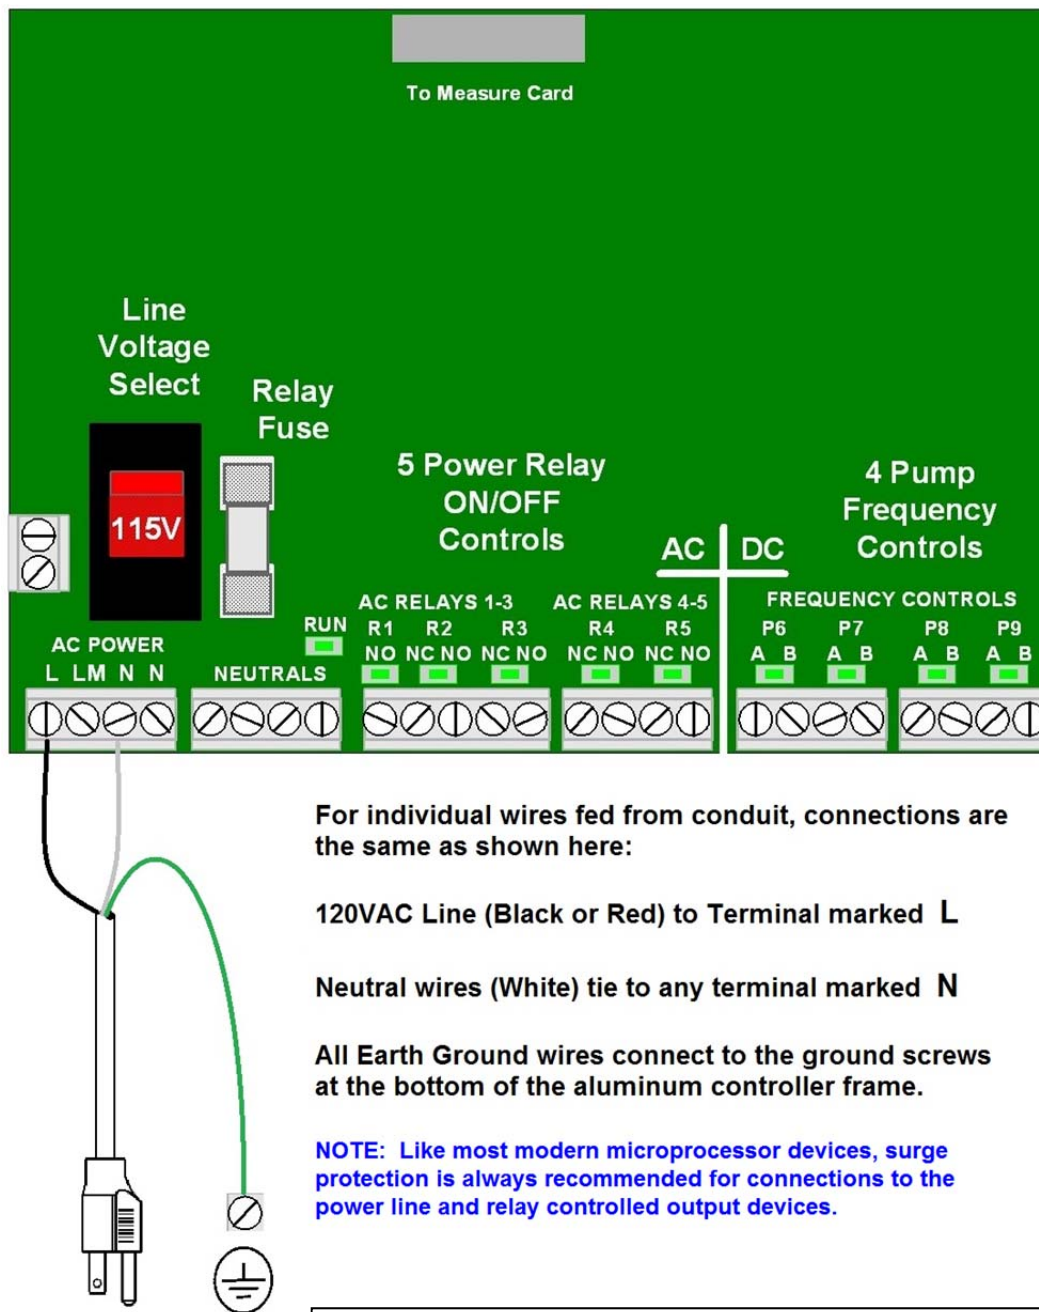 To Measure Card
Line
Voltage
Select
Relay
Fuse
115V
5 Power Relay
ON/OFF
Controls
4 Pump
Frequency
Controls
AC DC
AC RELAYS 1-3 AC RELAYS 4-5 FREQUENCY CONTROLS
RUN R1 R2 R3 R4 R5 P6 P7 P8 P9
AC POWER NO NC NO NC NO NC NO NC NO A B A B A B A B
L LM N N NEUTRALS
For individual wires fed from conduit, connections are
the same as shown here:
120VAC Line (Black or Red) to Terminal marked L
Neutral wires (White) tie to any terminal marked N
All Earth Ground wires connect to the ground screws
at the bottom of the aluminum controller frame.
NOTE: Like most modern microprocessor devices, surge
protection is always recommended for connections to the
power line and relay controlled output devices.